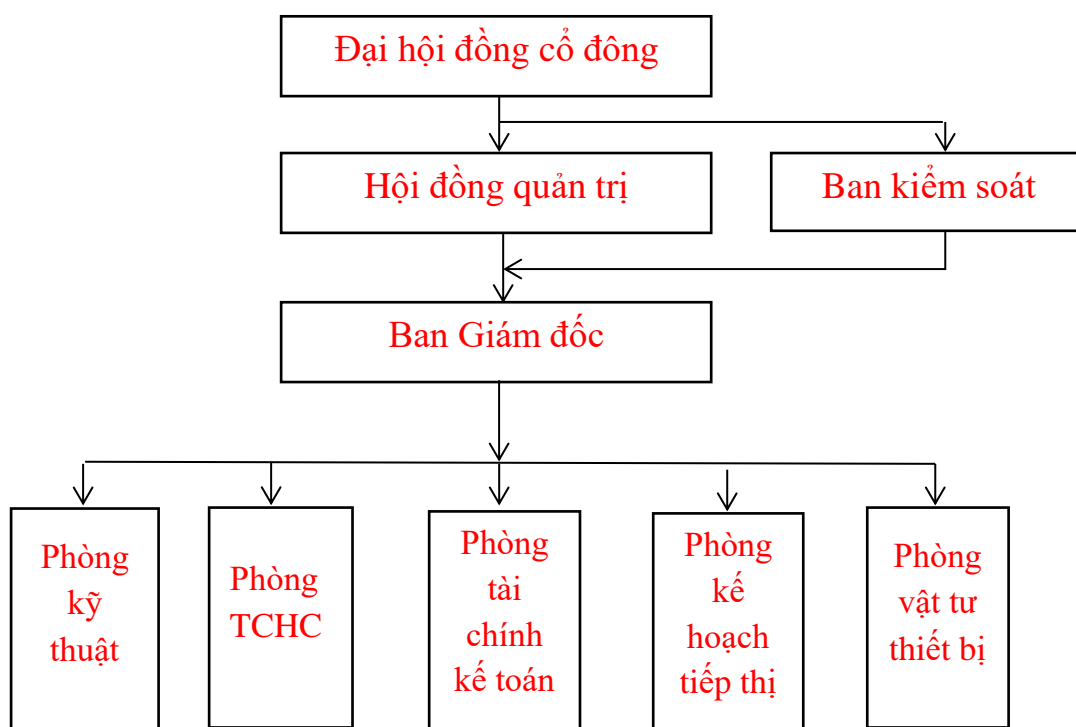 Đại hội đồng cổ đông
Hội đồng quản trị
Ban kiểm soát
Ban Giám đốc
Phòng
kỹ
thuật
Phòng
TCHC
Phòng
tài
chính
kế toán
Phòng
kế
hoạch
tiếp thị
Phòng
vật tư
thiết bị